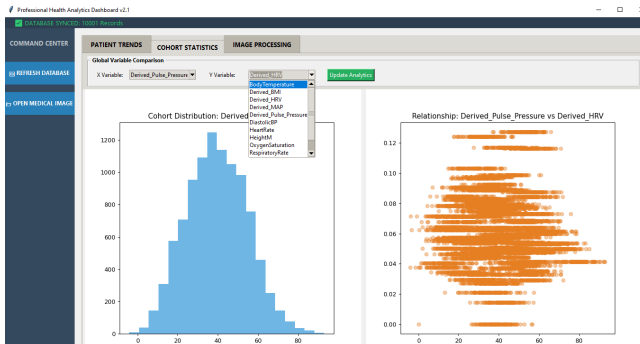 Professional Health Analytics Dashboard v2.1
DATABASE SYNCED: 10001 Records
COMMAND CENTER
REFRESH DATABASE
OPEN MEDICAL IMAGE
PATIENT TRENDS COHORT STATISTICS IMAGE PROCESSING
Global Variable Comparison
X Variable: Derived_Pulse_Pressure Y Variable: Derived_HRV Update Analytics
BodyTemperature
Derived_BMI
Derived_HRV
Derived_MAP
Derived_Pulse_Pressure
DiastolicBP
HeartRate
HeightM
OxygenSaturation
RespiratoryRate
Cohort Distribution: Derived
1200
1000
800
600
400
200
0
0 20 40 60 80
Relationship: Derived_Pulse_Pressure vs Derived_HRV
0.12
0.10
0.08
0.06
0.04
0.02
0.00
0 20 40 60 80